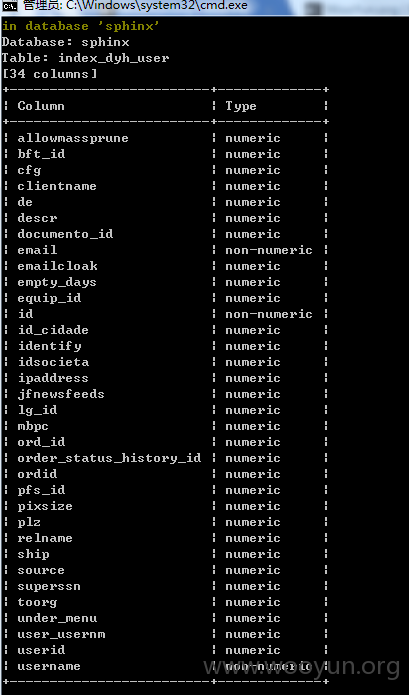 管理员: C:\Windows\system32\cmd.exe
in database 'sphinx'
Database: sphinx
Table: index_dyh_user
[34 columns]
+------------------------+-------------+
| Column | Type |
+------------------------+-------------+
| allowmassprune | numeric |
| bft_id | numeric |
| cfg | numeric |
| clientname | numeric |
| de | numeric |
| descr | numeric |
| documento_id | numeric |
| email | non-numeric |
| emailcloak | numeric |
| empty_days | numeric |
| equip_id | numeric |
| id | non-numeric |
| id_cidade | numeric |
| identify | numeric |
| idsocieta | numeric |
| ipaddress | numeric |
| jfnewsfeeds | numeric |
| lg_id | numeric |
| mbpc | numeric |
| ord_id | numeric |
| order_status_history_id | numeric |
| ordid | numeric |
| pfs_id | numeric |
| pixsize | numeric |
| plz | numeric |
| relname | numeric |
| ship | numeric |
| source | numeric |
| superssn | numeric |
| toorg | numeric |
| under_menu | numeric |
| user_usernm | numeric |
| userid | numeric |
| username | non-numeric |
+------------------------+-------------+
www.wooyun.org